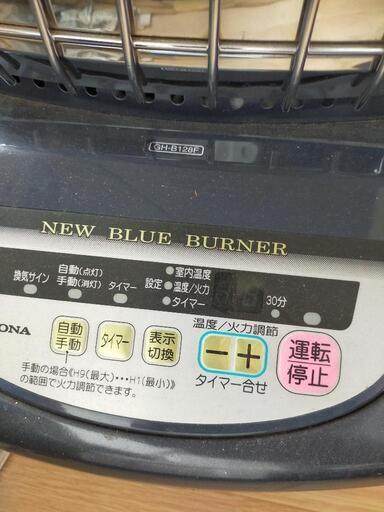 GH-B128F
NEW BLUE BURNER
換気サイン
自動(点灯)
手動(消灯)
タイマー
設定
室内温度
温度/火力
タイマー
30分
ONA
自動
手動
タイマー
表示
切換
温度/火力調節
− +
タイマー合せ
運転
停止
手動の場合《H9(最大)･･･H1(最小)》
の範囲で火力調節できます。